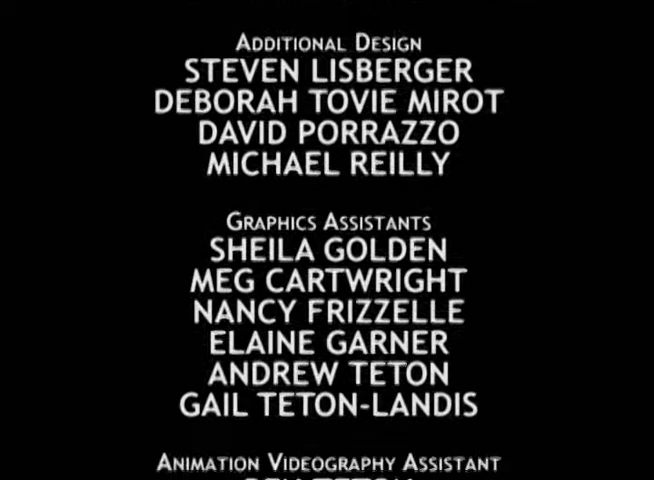 ADDITIONAL DESIGN
STEVEN LISBERGER
DEBORAH TOVIE MIROT
DAVID PORRAZZO
MICHAEL REILLY
GRAPHICS ASSISTANTS
SHEILA GOLDEN
MEG CARTWRIGHT
NANCY FRIZZELLE
ELAINE GARNER
ANDREW TETON
GAIL TETON-LANDIS
ANIMATION VIDEOGRAPHY ASSISTANT